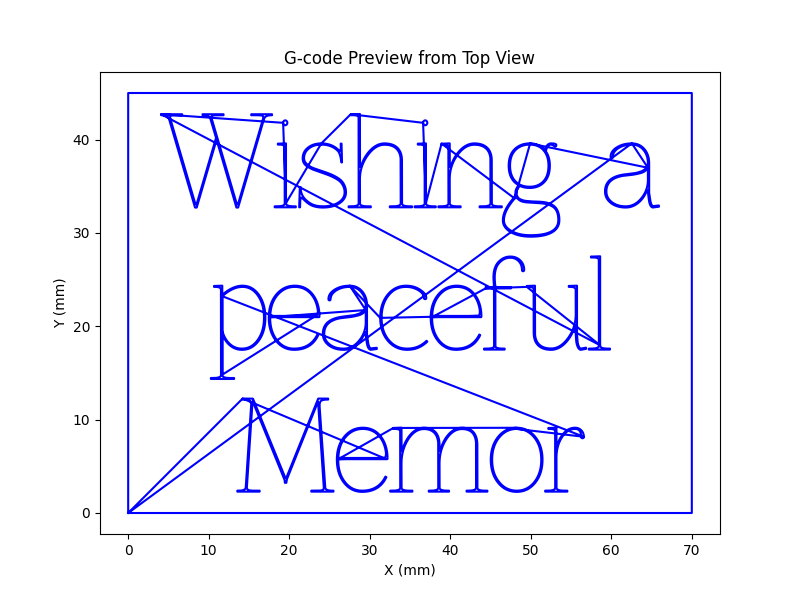 G-code Preview from Top View
Wishing a
peaceful
Memor
Y (mm)
40
30
20
10
0
0 10 20 30 40 50 60 70
X (mm)